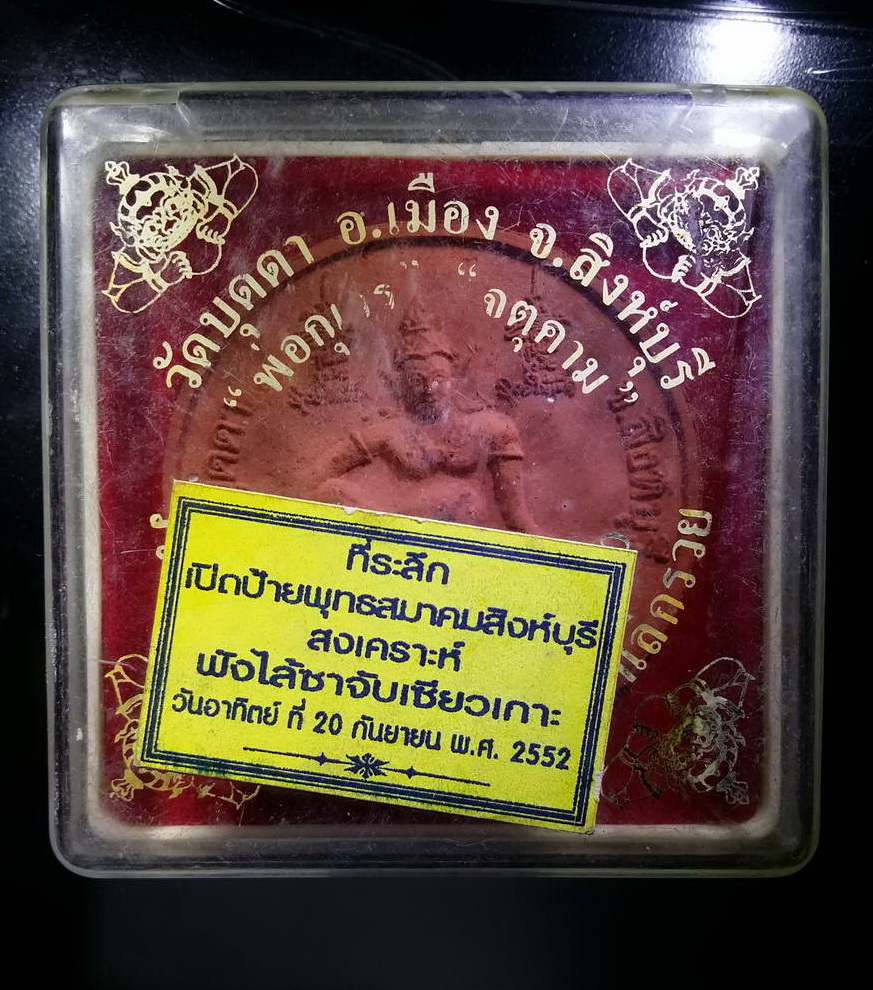 วัดบุดดา อ.เมือง จ.สิงห์บุรี
“ พ่อกุ ” “ จตุคาม ”
ที่ระลึก
เปิดป้ายพุทธสมาคมสิงห์บุรี
สงเคราะห์
ฟังไล้ซาจับเซียวเกาะ
วันอาทิตย์ ที่ 20 กันยายน พ.ศ. 2552